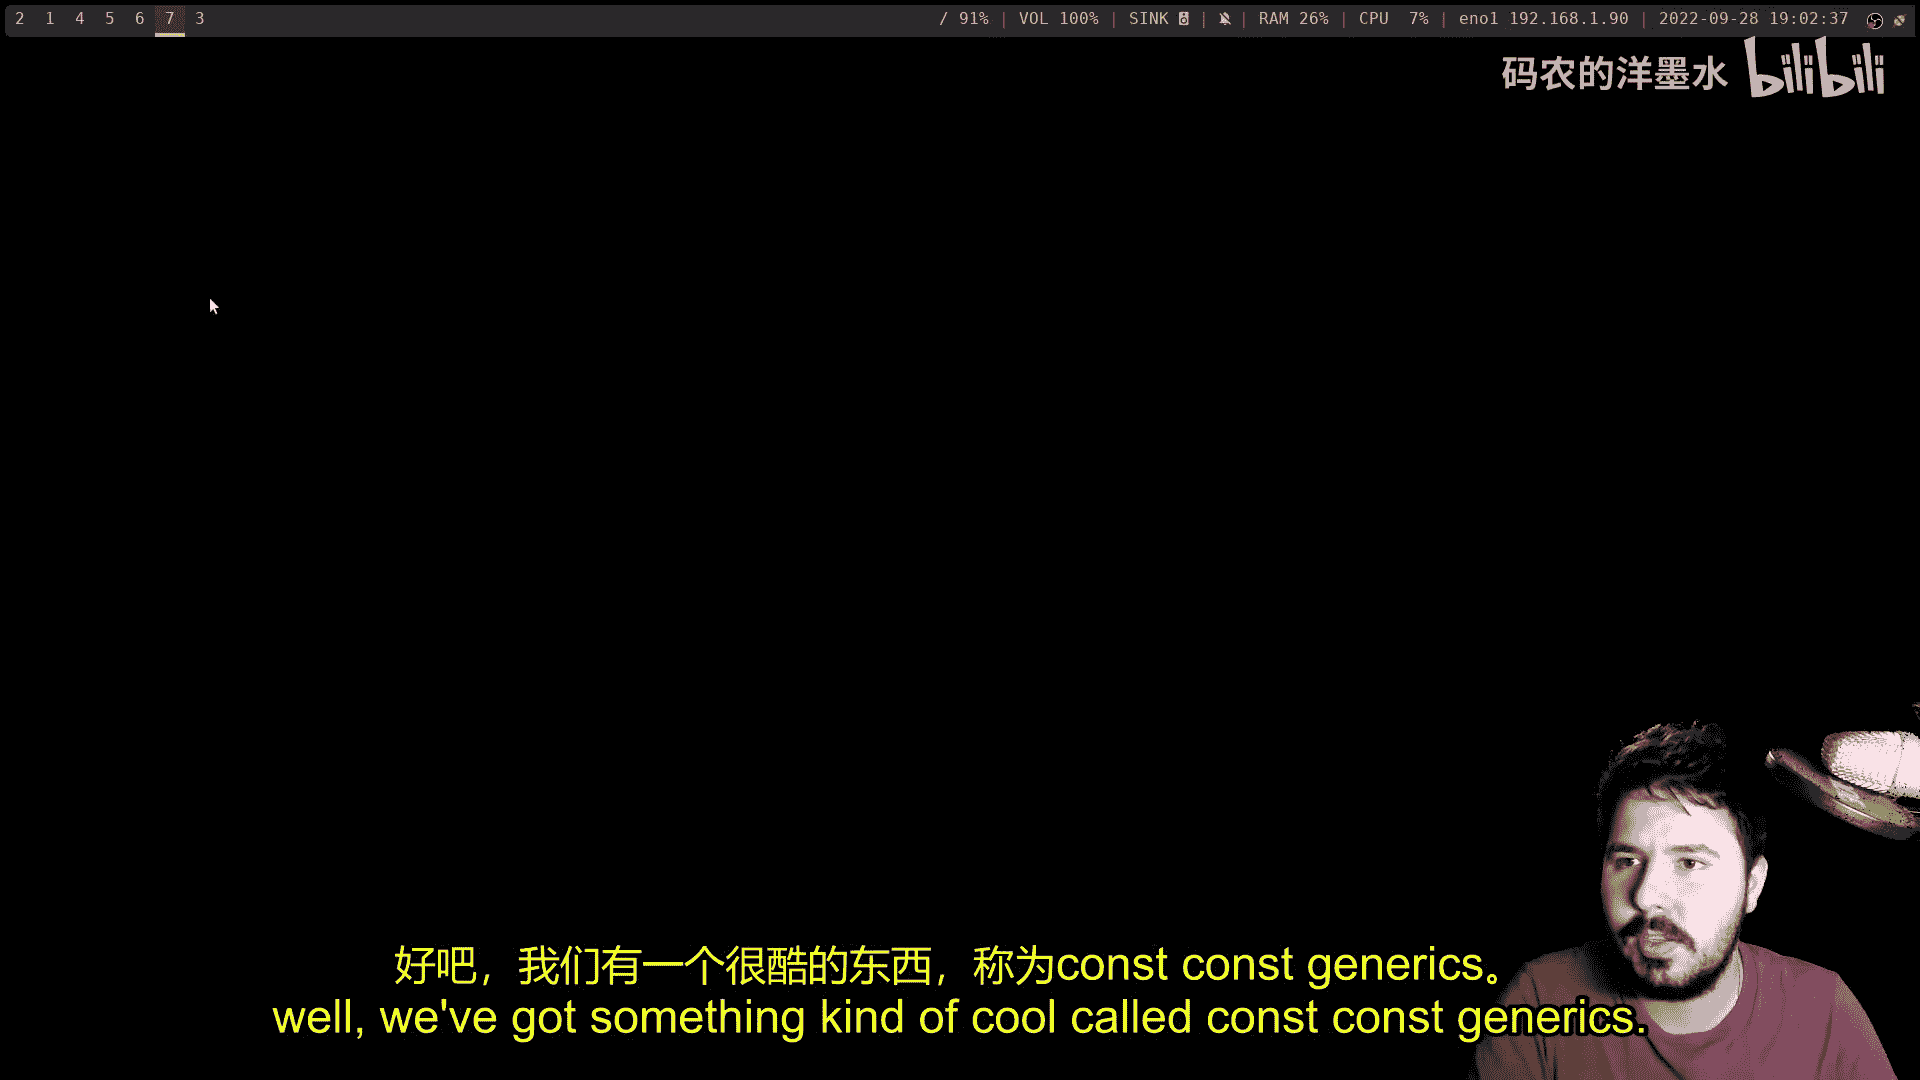 2 1 4 5 6 7 3
/ 91% | VOL 100% | SINK | | RAM 26% | CPU 7% | eno1 192.168.1.90 | 2022-09-28 19:02:37
码农的洋墨水 bilibili
好吧，我们有一个很酷的东西，称为const const generics。
well, we've got something kind of cool called const const generics.